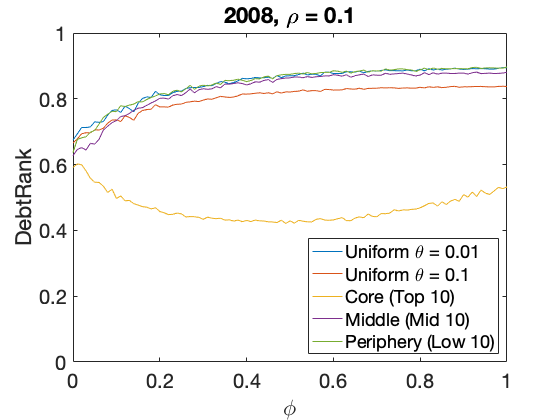 2008, ρ = 0.1
DebtRank
1
0.8
0.6
0.4
0.2
0
0
0.2
0.4
0.6
0.8
1
ϕ
Uniform θ = 0.01
Uniform θ = 0.1
Core (Top 10)
Middle (Mid 10)
Periphery (Low 10)